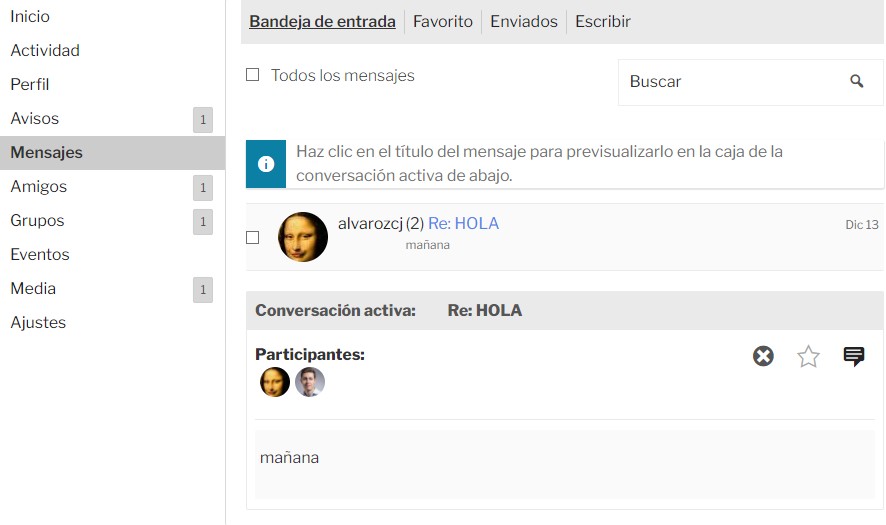 Inicio
Actividad
Perfil
Avisos 1
Mensajes
Amigos 1
Grupos 1
Eventos
Media 1
Ajustes
Bandeja de entrada Favorito Enviados Escribir
Todos los mensajes
Buscar
Haz clic en el título del mensaje para previsualizarlo en la caja de la
conversación activa de abajo.
alvarozcj (2) Re: HOLA Dic 13
mañana
Conversación activa: Re: HOLA
Participantes:
mañana